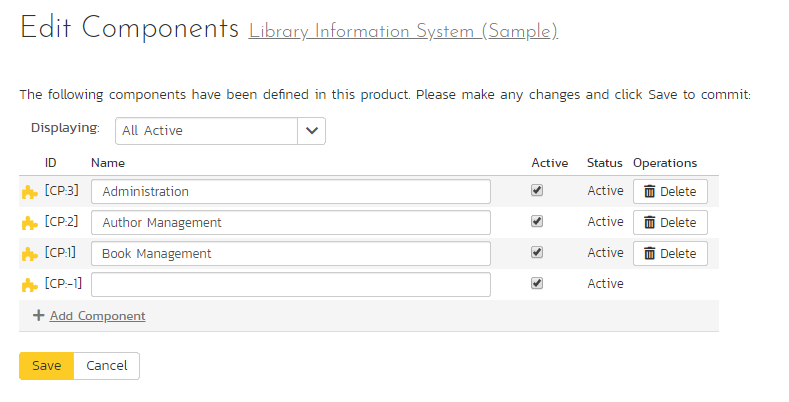 Edit Components Library Information System (Sample)
The following components have been defined in this product. Please make any changes and click Save to commit:
Displaying: All Active
ID Name Active Status Operations
[CP:3] Administration Active Delete
[CP:2] Author Management Active Delete
[CP:1] Book Management Active Delete
[CP:-1] Active
+ Add Component
Save Cancel